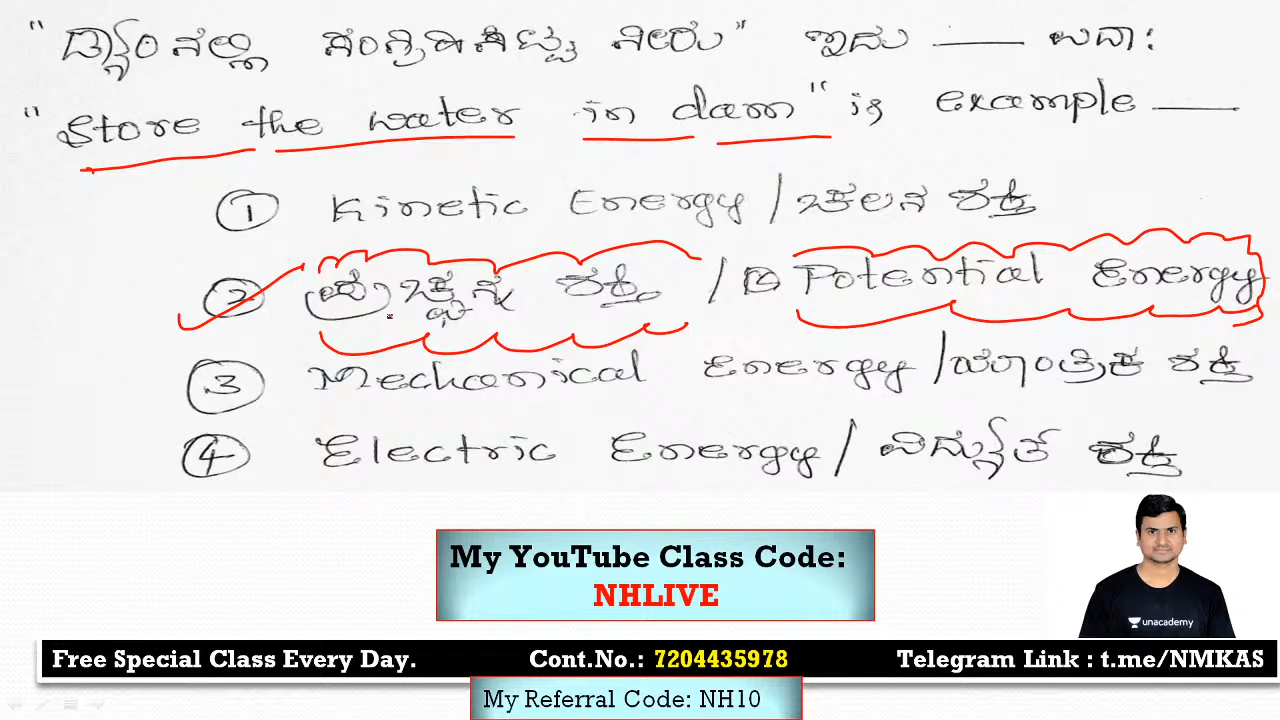 "ಡ್ಯಾಂನಲ್ಲಿ ಸಂಗ್ರಹಿಸಿಟ್ಟ ನೀರು" ಇದು ___ ಉದಾ:
"Store the water in dam" is example ___
① Kinetic Energy / ಚಲನ ಶಕ್ತಿ
② ಪ್ರಚ್ಛನ್ನ ಶಕ್ತಿ / Potential Energy
③ Mechanical Energy / ಯಾಂತ್ರಿಕ ಶಕ್ತಿ
④ Electric Energy / ವಿದ್ಯುತ್ ಶಕ್ತಿ
My YouTube Class Code:
NHLIVE
unacademy
Free Special Class Every Day. Cont.No.: 7204435978 Telegram Link : t.me/NMKAS
My Referral Code: NH10